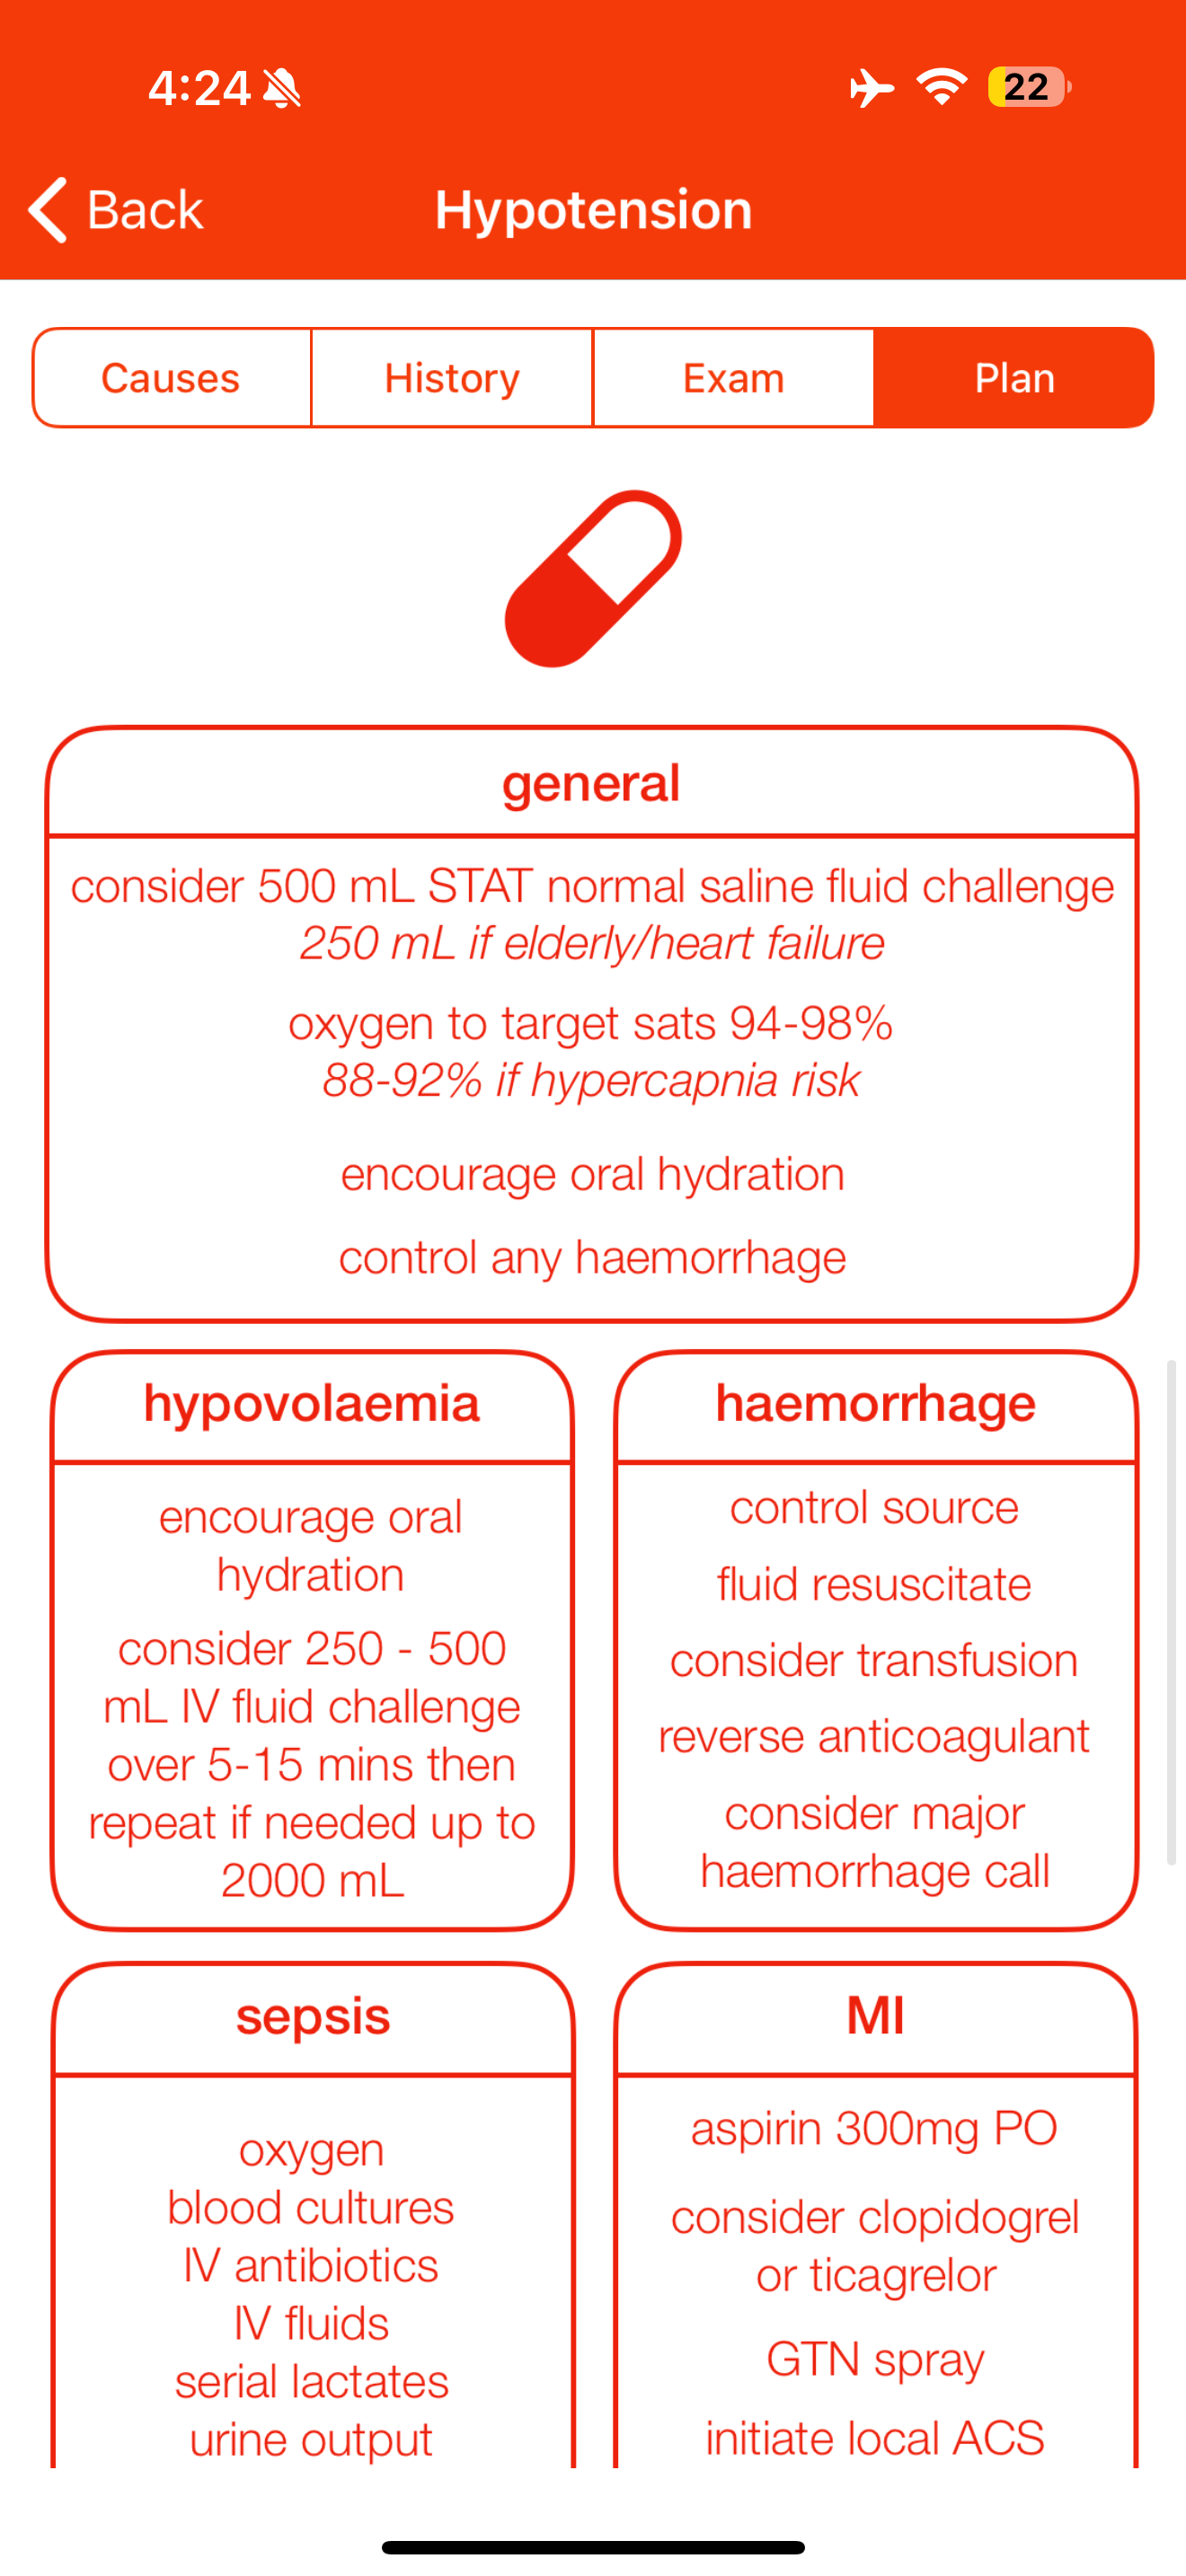 4:24
22
Back
Hypotension
Causes
History
Exam
Plan
general
consider 500 mL STAT normal saline fluid challenge
250 mL if elderly/heart failure
oxygen to target sats 94-98%
88-92% if hypercapnia risk
encourage oral hydration
control any haemorrhage
hypovolaemia
encourage oral
hydration
consider 250 - 500
mL IV fluid challenge
over 5-15 mins then
repeat if needed up to
2000 mL
haemorrhage
control source
fluid resuscitate
consider transfusion
reverse anticoagulant
consider major
haemorrhage call
sepsis
oxygen
blood cultures
IV antibiotics
IV fluids
serial lactates
urine output
MI
aspirin 300mg PO
consider clopidogrel
or ticagrelor
GTN spray
initiate local ACS